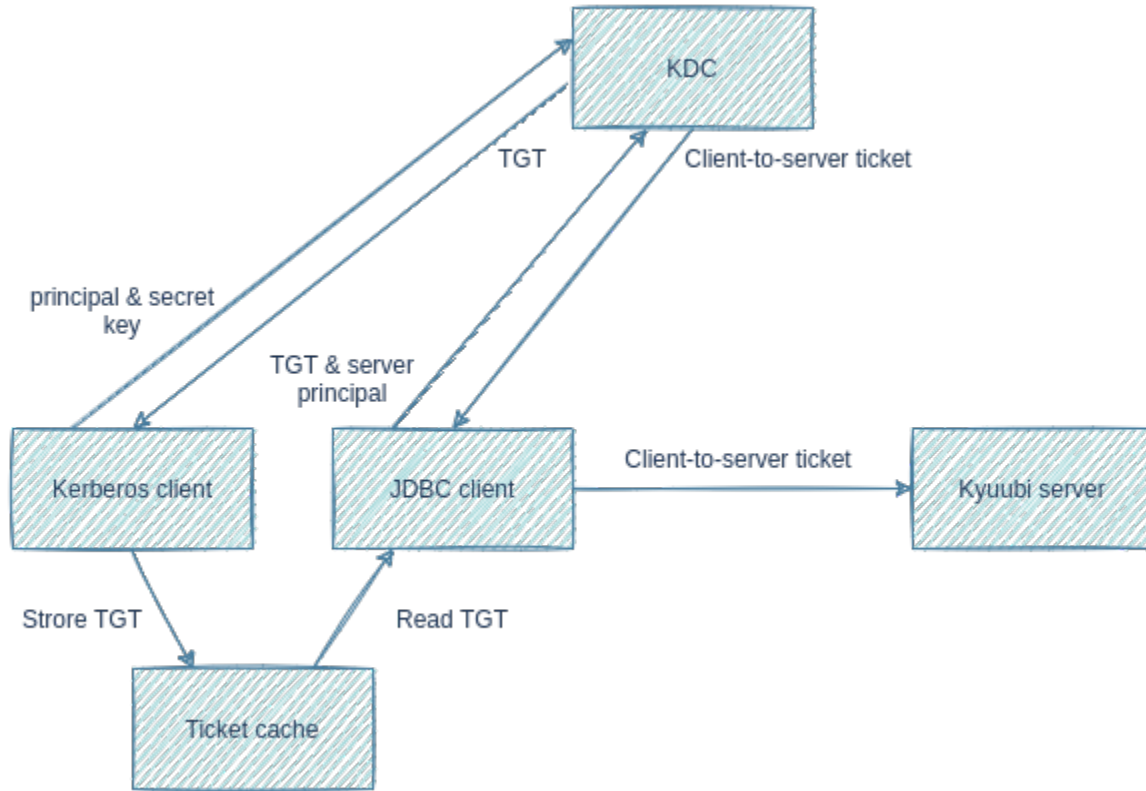 KDC
TGT
Client-to-server ticket
principal & secret
key
TGT & server
principal
Client-to-server ticket
Kerberos client
JDBC client
Kyuubi server
Strore TGT
Read TGT
Ticket cache